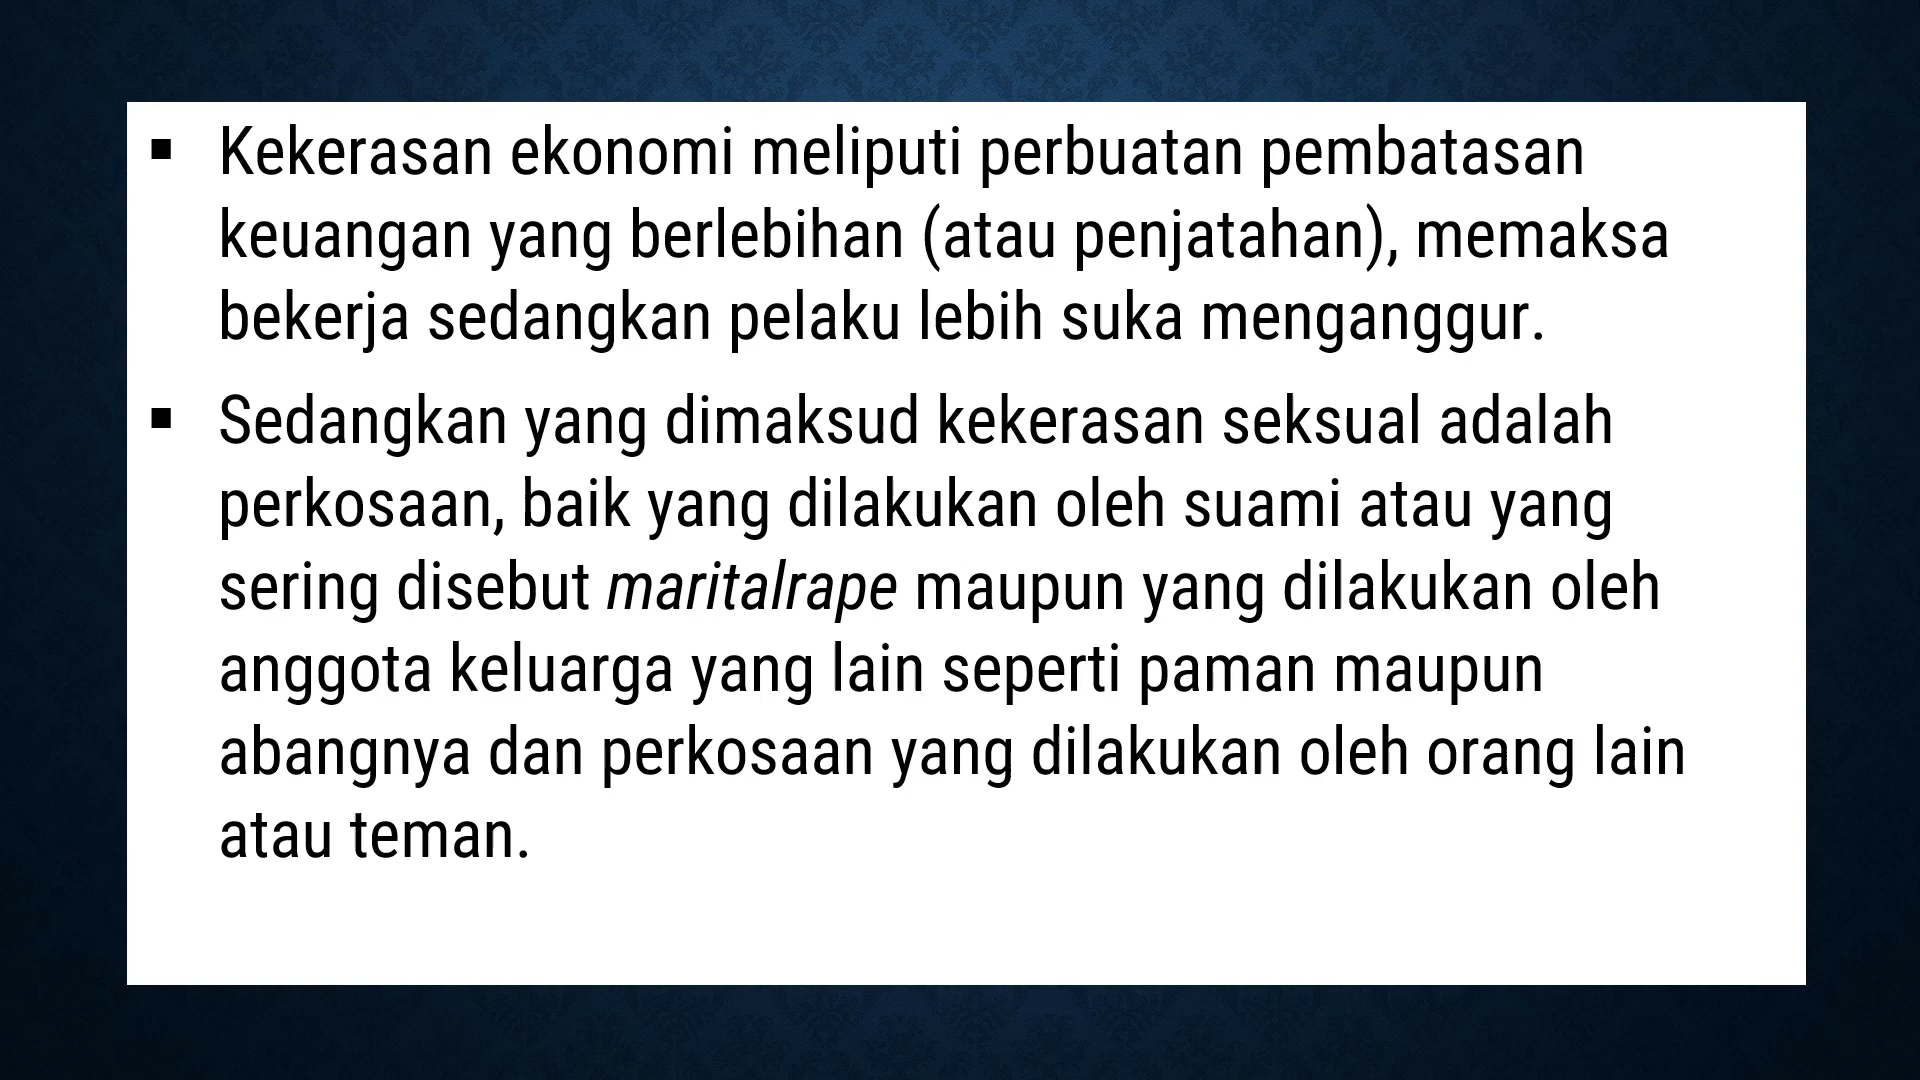 ▪ Kekerasan ekonomi meliputi perbuatan pembatasan
keuangan yang berlebihan (atau penjatahan), memaksa
bekerja sedangkan pelaku lebih suka menganggur.
▪ Sedangkan yang dimaksud kekerasan seksual adalah
perkosaan, baik yang dilakukan oleh suami atau yang
sering disebut maritalrape maupun yang dilakukan oleh
anggota keluarga yang lain seperti paman maupun
abangnya dan perkosaan yang dilakukan oleh orang lain
atau teman.